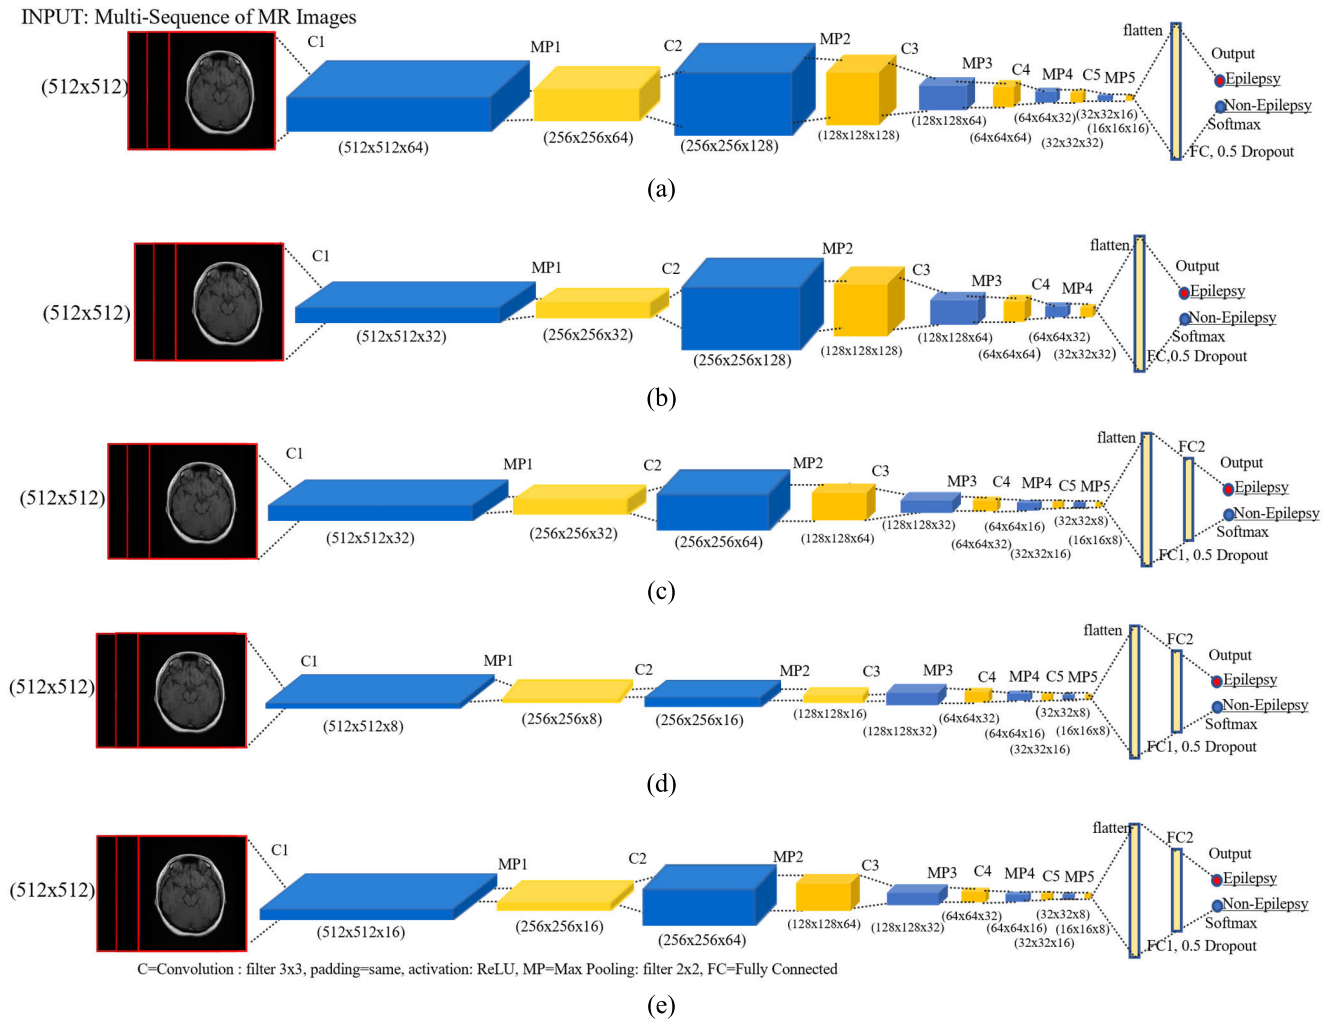 INPUT: Multi-Sequence of MR Images
(512x512)
C1
(512x512x64)
MP1
(256x256x64)
C2
(256x256x128)
MP2
(128x128x128)
C3
(128x128x64)
MP3
(64x64x64)
C4
(64x64x32)
MP4
(32x32x32)
C5
(32x32x16)
MP5
(16x16x16)
flatten
FC, 0.5 Dropout
Output
Epilepsy
Non-Epilepsy
Softmax
(a)
(512x512)
C1
(512x512x32)
MP1
(256x256x32)
C2
(256x256x128)
MP2
(128x128x128)
C3
(128x128x64)
MP3
(64x64x64)
C4
(64x64x32)
MP4
(32x32x32)
flatten
FC,0.5 Dropout
Output
Epilepsy
Non-Epilepsy
Softmax
(b)
(512x512)
C1
(512x512x32)
MP1
(256x256x32)
C2
(256x256x64)
MP2
(128x128x64)
C3
(128x128x32)
MP3
(64x64x32)
C4
(64x64x16)
MP4
(32x32x16)
C5
(32x32x8)
MP5
(16x16x8)
flatten
FC1, 0.5 Dropout
FC2
Output
Epilepsy
Non-Epilepsy
Softmax
(c)
(512x512)
C1
(512x512x8)
MP1
(256x256x8)
C2
(256x256x16)
MP2
(128x128x16)
C3
(128x128x32)
MP3
(64x64x32)
C4
(64x64x16)
MP4
(32x32x16)
C5
(32x32x8)
MP5
(16x16x8)
flatten
FC1, 0.5 Dropout
FC2
Output
Epilepsy
Non-Epilepsy
Softmax
(d)
(512x512)
C1
(512x512x16)
MP1
(256x256x16)
C2
(256x256x64)
MP2
(128x128x64)
C3
(128x128x32)
MP3
(64x64x32)
C4
(64x64x16)
MP4
(32x32x16)
C5
(32x32x8)
MP5
(16x16x8)
flatten
FC1, 0.5 Dropout
FC2
Output
Epilepsy
Non-Epilepsy
Softmax
C=Convolution : filter 3x3, padding=same, activation: ReLU, MP=Max Pooling: filter 2x2, FC=Fully Connected
(e)